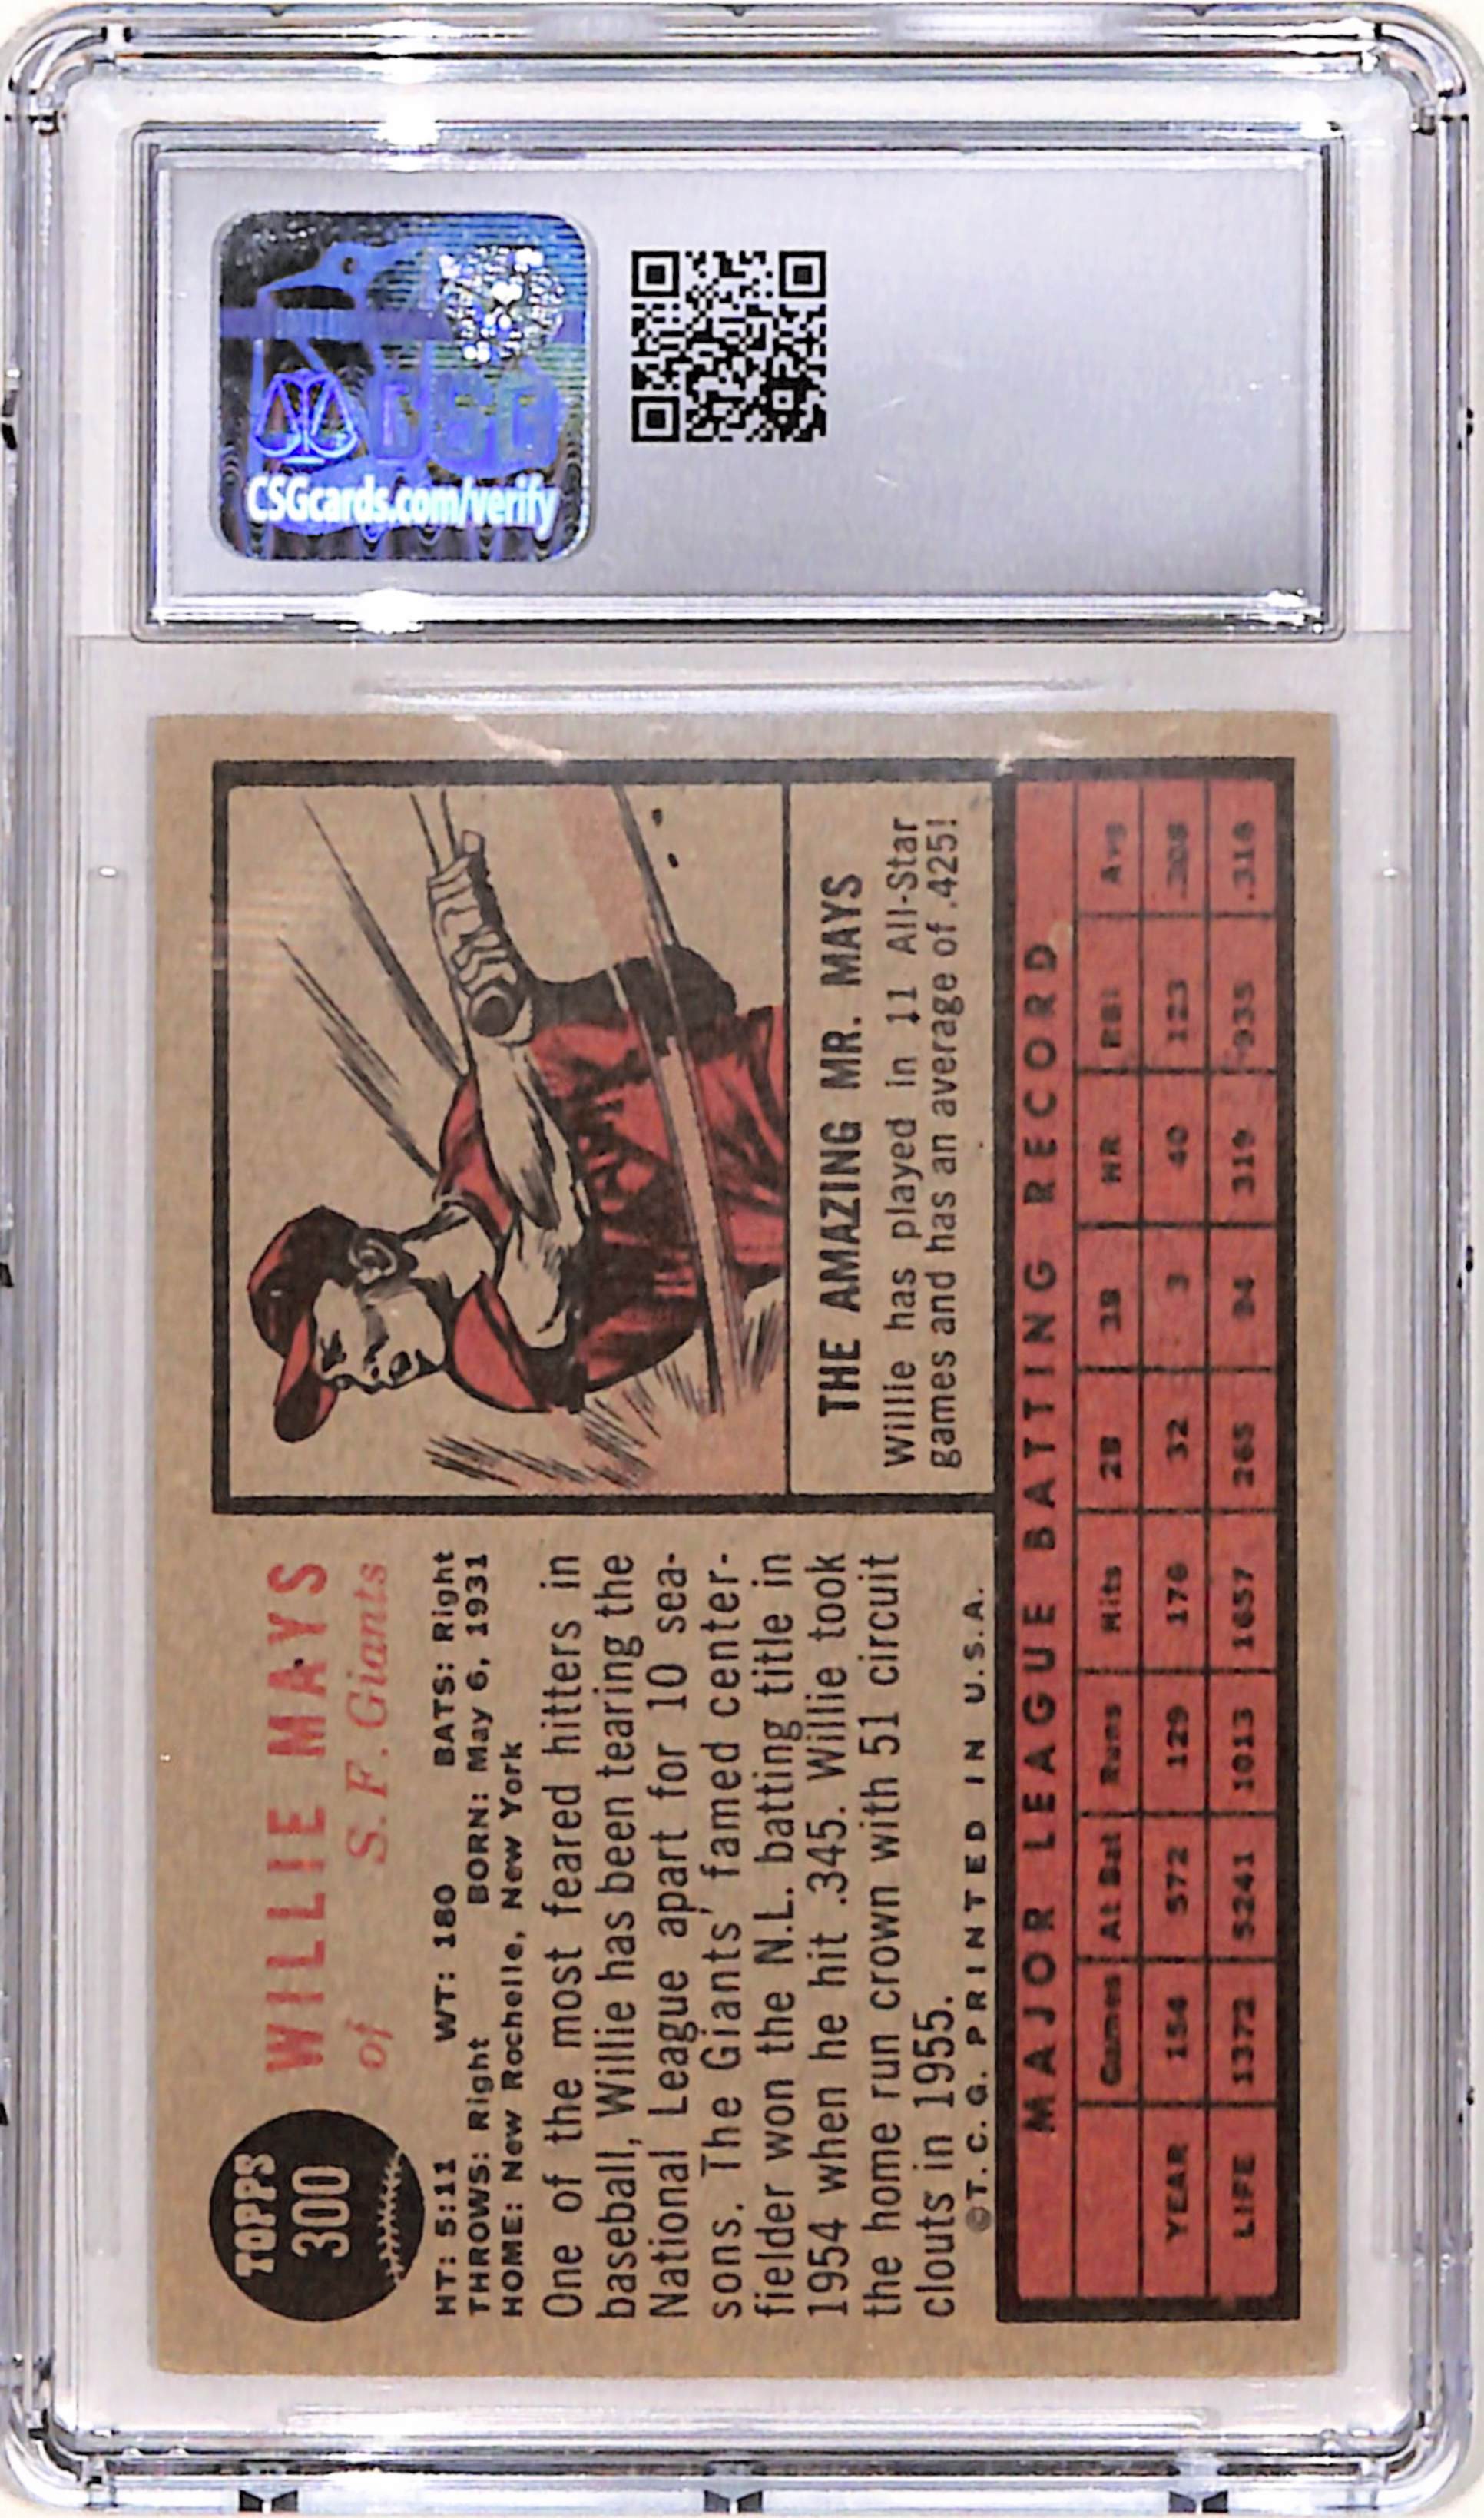 CSG
CSGcards.com/verify
TOPPS
300
WILLIE MAYS
of S. F. Giants
HT: 5:11 WT: 180 BATS: Right
THROWS: Right BORN: May 6, 1931
HOME: New Rochelle, New York
One of the most feared hitters in
baseball, Willie has been tearing the
National League apart for 10 sea-
sons. The Giants' famed center-
fielder won the N.L. batting title in
1954 when he hit .345. Willie took
the home run crown with 51 circuit
clouts in 1955.
©T. C. G. PRINTED IN U.S.A.
THE AMAZING MR. MAYS
Willie has played in 11 All-Star
games and has an average of .425!
MAJOR LEAGUE BATTING RECORD
Games At Bat Runs Hits 2B 3B HR RBI Avg
YEAR 154 572 129 176 32 3 40 123 .308
LIFE 1372 5241 1013 1657 265 94 319 935 .316